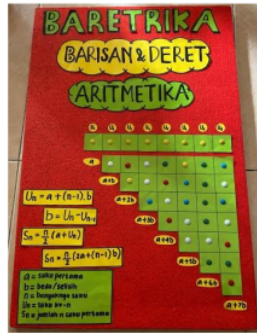 BARETRIKA
BARISAN & DERET
ARITMETIKA
a
a+b
a+2b
a+3b
a+4b
a+5b
a+6b
a+7b
Un = a + (n-1).b
b = Un - Un-1
Sn = n/2 (a + Un)
Sn = n/2 (2a + (n-1) b)
a = suku pertama
b = beda/selisih
n = banyaknya suku
Un = suku ke-n
Sn = jumlah n suku pertama